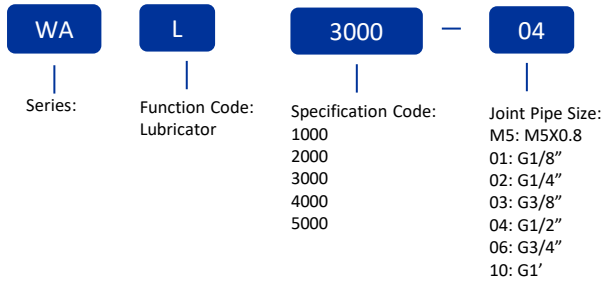 WA L 3000 — 04
Series:
Function Code:
Lubricator
Specification Code:
1000
2000
3000
4000
5000
Joint Pipe Size:
M5: M5X0.8
01: G1/8”
02: G1/4”
03: G3/8”
04: G1/2”
06: G3/4”
10: G1’